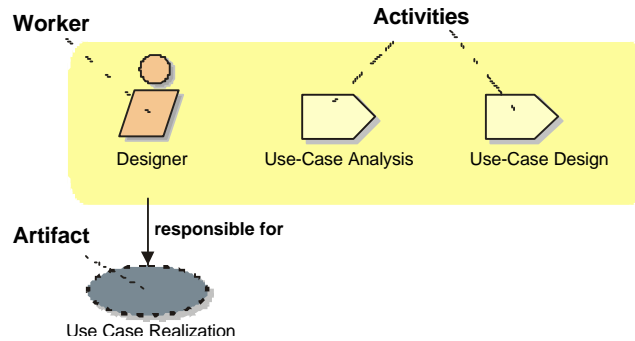 Worker
Activities
Designer
Use-Case Analysis
Use-Case Design
responsible for
Artifact
Use Case Realization